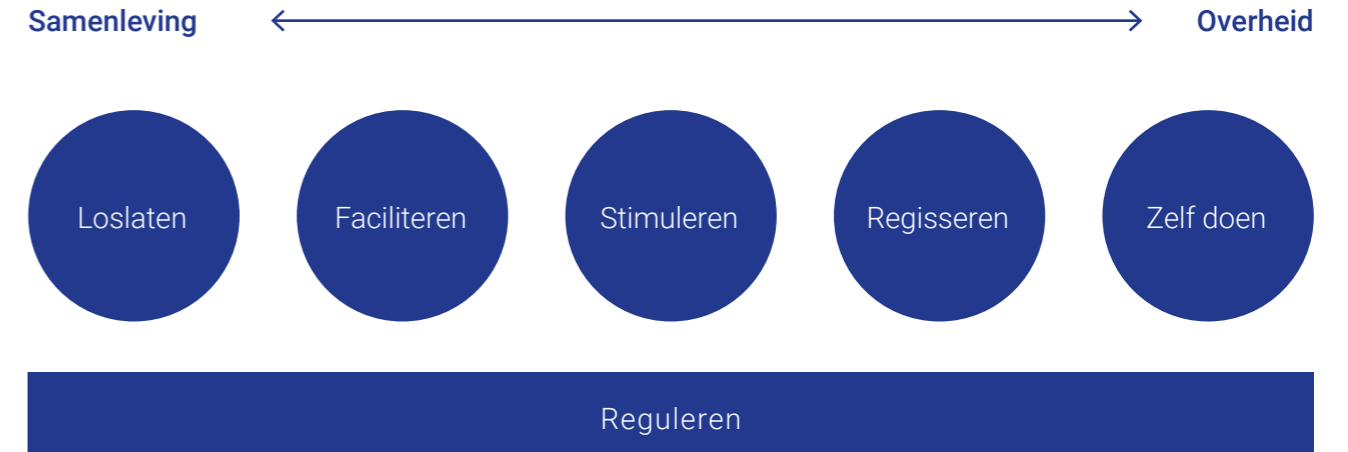 Samenleving Overheid
Loslaten Faciliteren Stimuleren Regisseren Zelf doen
Reguleren